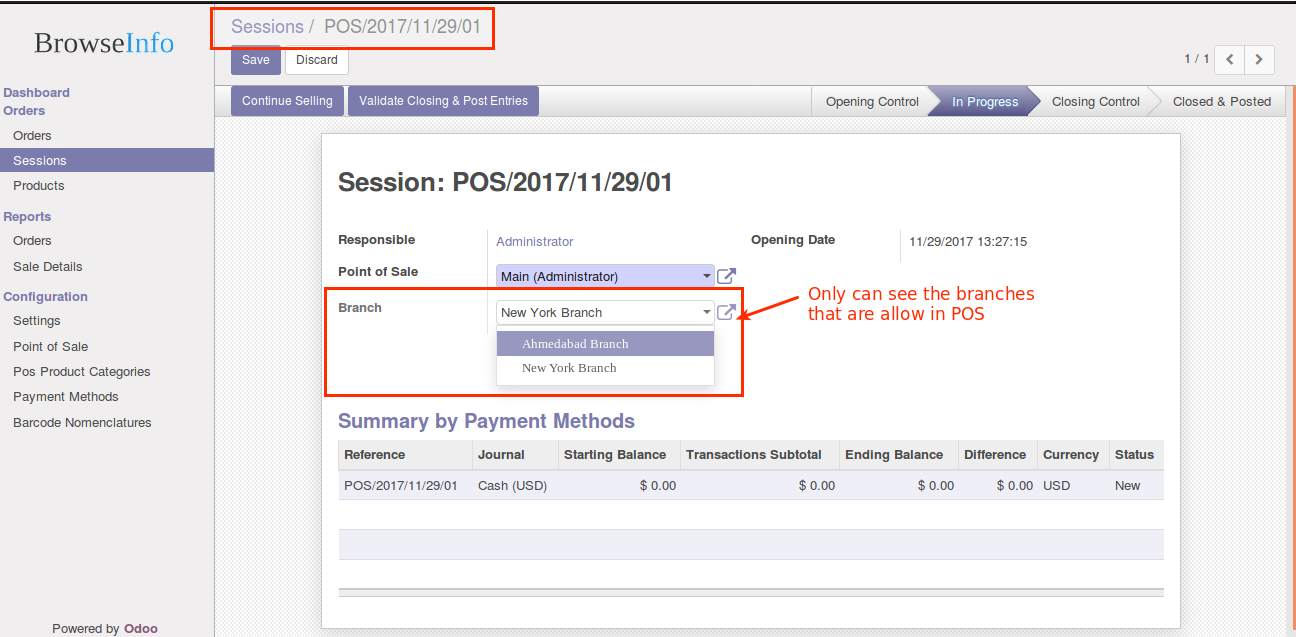 BrowseInfo
Dashboard
Orders
Orders
Sessions
Products
Reports
Orders
Sale Details
Configuration
Settings
Point of Sale
Pos Product Categories
Payment Methods
Barcode Nomenclatures
Powered by Odoo
Sessions / POS/2017/11/29/01
Save Discard
1 / 1
Continue Selling Validate Closing & Post Entries
Opening Control In Progress Closing Control Closed & Posted
Session: POS/2017/11/29/01
Responsible Administrator Opening Date 11/29/2017 13:27:15
Point of Sale Main (Administrator)
Branch New York Branch
Ahmedabad Branch
New York Branch
Only can see the branches
that are allow in POS
Summary by Payment Methods
Reference Journal Starting Balance Transactions Subtotal Ending Balance Difference Currency Status
POS/2017/11/29/01 Cash (USD) $ 0.00 $ 0.00 $ 0.00 $ 0.00 USD New